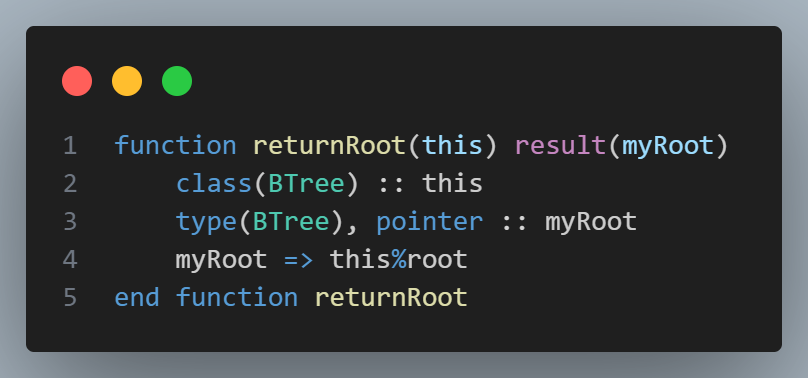 1 function returnRoot(this) result(myRoot)
2     class(BTree) :: this
3     type(BTree), pointer :: myRoot
4     myRoot => this%root
5 end function returnRoot